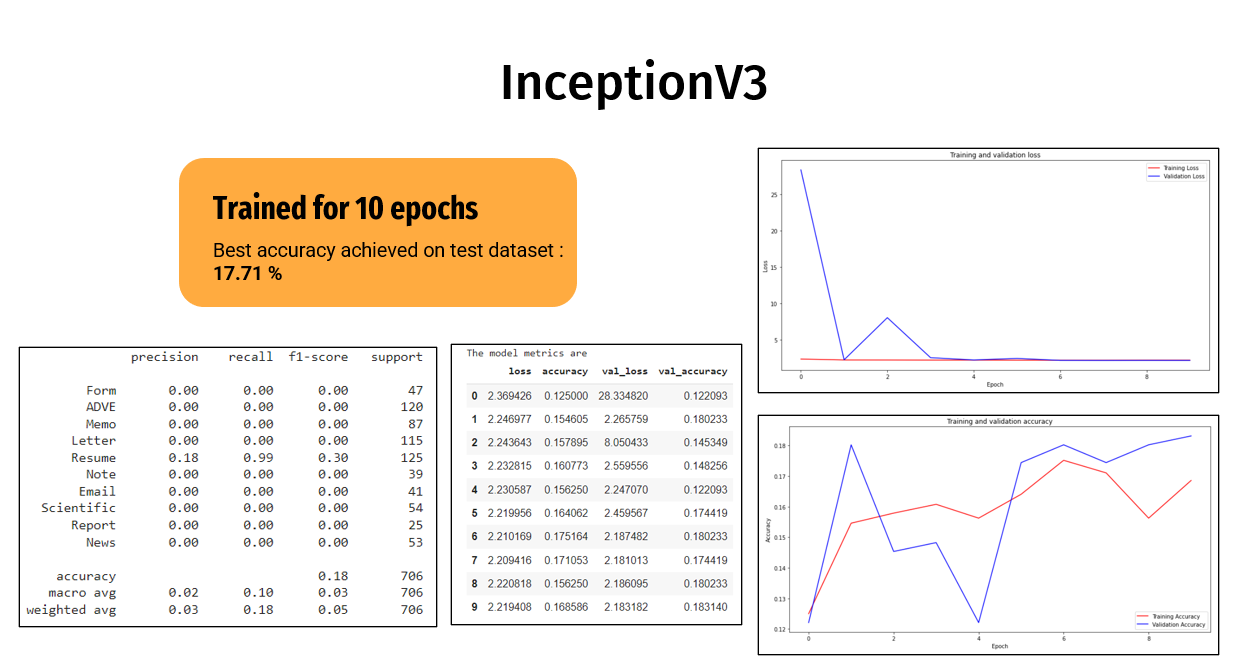 InceptionV3
Trained for 10 epochs
Best accuracy achieved on test dataset :
17.71 %
precision recall f1-score support
Form 0.00 0.00 0.00 47
ADVE 0.00 0.00 0.00 120
Memo 0.00 0.00 0.00 87
Letter 0.00 0.00 0.00 115
Resume 0.18 0.99 0.30 125
Note 0.00 0.00 0.00 39
Email 0.00 0.00 0.00 41
Scientific 0.00 0.00 0.00 54
Report 0.00 0.00 0.00 25
News 0.00 0.00 0.00 53
accuracy 0.18 706
macro avg 0.02 0.10 0.03 706
weighted avg 0.03 0.18 0.05 706
The model metrics are
loss accuracy val_loss val_accuracy
0 2.369426 0.125000 28.334820 0.122093
1 2.246977 0.154605 2.265759 0.180233
2 2.243643 0.157895 8.050433 0.145349
3 2.232815 0.160773 2.559556 0.148256
4 2.230587 0.156250 2.247070 0.122093
5 2.219956 0.164062 2.459567 0.174419
6 2.210169 0.175164 2.187482 0.180233
7 2.209416 0.171053 2.181013 0.174419
8 2.220818 0.156250 2.186095 0.180233
9 2.219408 0.168586 2.183182 0.183140
Training and validation loss
Training Loss
Validation Loss
25
20
15
10
5
Loss
0 2 4 6 8
Epoch
Training and validation accuracy
0.18
0.17
0.16
0.15
0.14
0.13
0.12
Accuracy
Training Accuracy
Validation Accuracy
0 2 4 6 8
Epoch